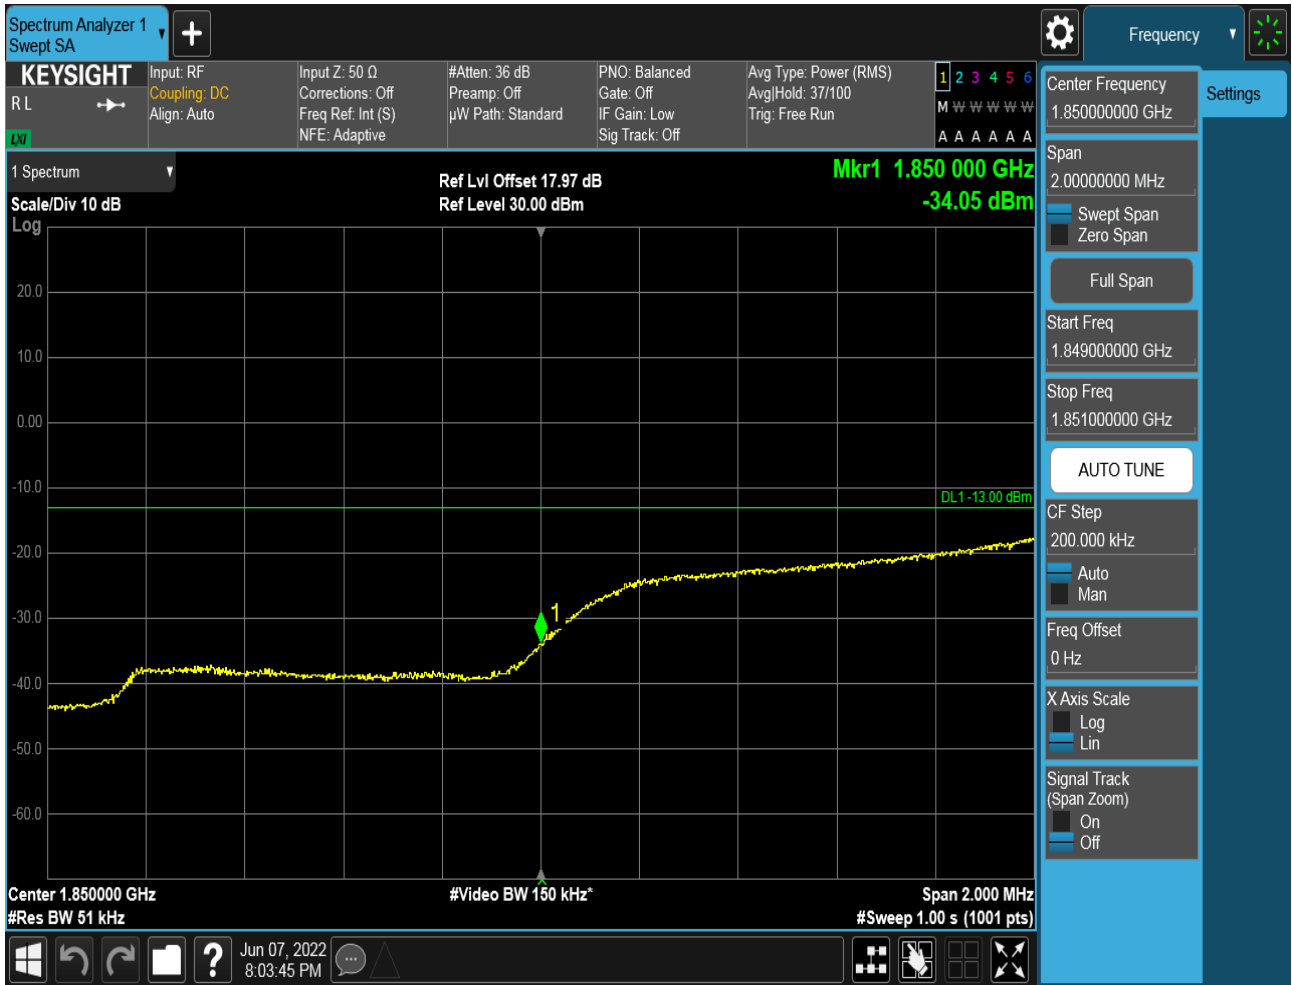 Spectrum Analyzer 1
Swept SA
Frequency
KEYSIGHT
R L
LXI
Input: RF
Coupling: DC
Align: Auto
Input Z: 50 Ω
Corrections: Off
Freq Ref: Int (S)
NFE: Adaptive
#Atten: 36 dB
Preamp: Off
µW Path: Standard
PNO: Balanced
Gate: Off
IF Gain: Low
Sig Track: Off
Avg Type: Power (RMS)
Avg|Hold: 37/100
Trig: Free Run
1 2 3 4 5 6
M W W W W W
A A A A A A
1 Spectrum
Scale/Div 10 dB
Log
Ref Lvl Offset 17.97 dB
Ref Level 30.00 dBm
Mkr1 1.850 000 GHz
-34.05 dBm
20.0
10.0
0.00
-10.0
DL1 -13.00 dBm
-20.0
-30.0
1
-40.0
-50.0
-60.0
Center 1.850000 GHz
#Video BW 150 kHz*
Span 2.000 MHz
#Res BW 51 kHz
#Sweep 1.00 s (1001 pts)
Jun 07, 2022
8:03:45 PM
?
Center Frequency
1.850000000 GHz
Settings
Span
2.00000000 MHz
Swept Span
Zero Span
Full Span
Start Freq
1.849000000 GHz
Stop Freq
1.851000000 GHz
AUTO TUNE
CF Step
200.000 kHz
Auto
Man
Freq Offset
0 Hz
X Axis Scale
Log
Lin
Signal Track
(Span Zoom)
On
Off